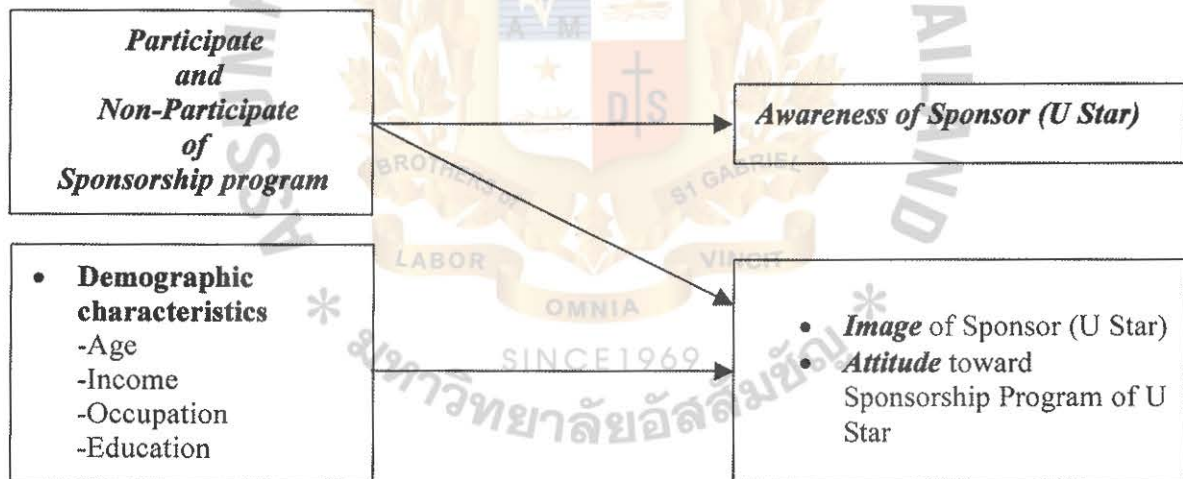 Participate
and
Non-Participate
of
Sponsorship program
Awareness of Sponsor (U Star)
• Demographic
characteristics
-Age
-Income
-Occupation
-Education
• Image of Sponsor (U Star)
• Attitude toward
Sponsorship Program of U
Star
A M
D S
BROTHERS OF
ST GABRIEL
LABOR
OMNIA
VINCIT
SINCE 1969
มหาวิทยาลัยอัสสัมชัญ